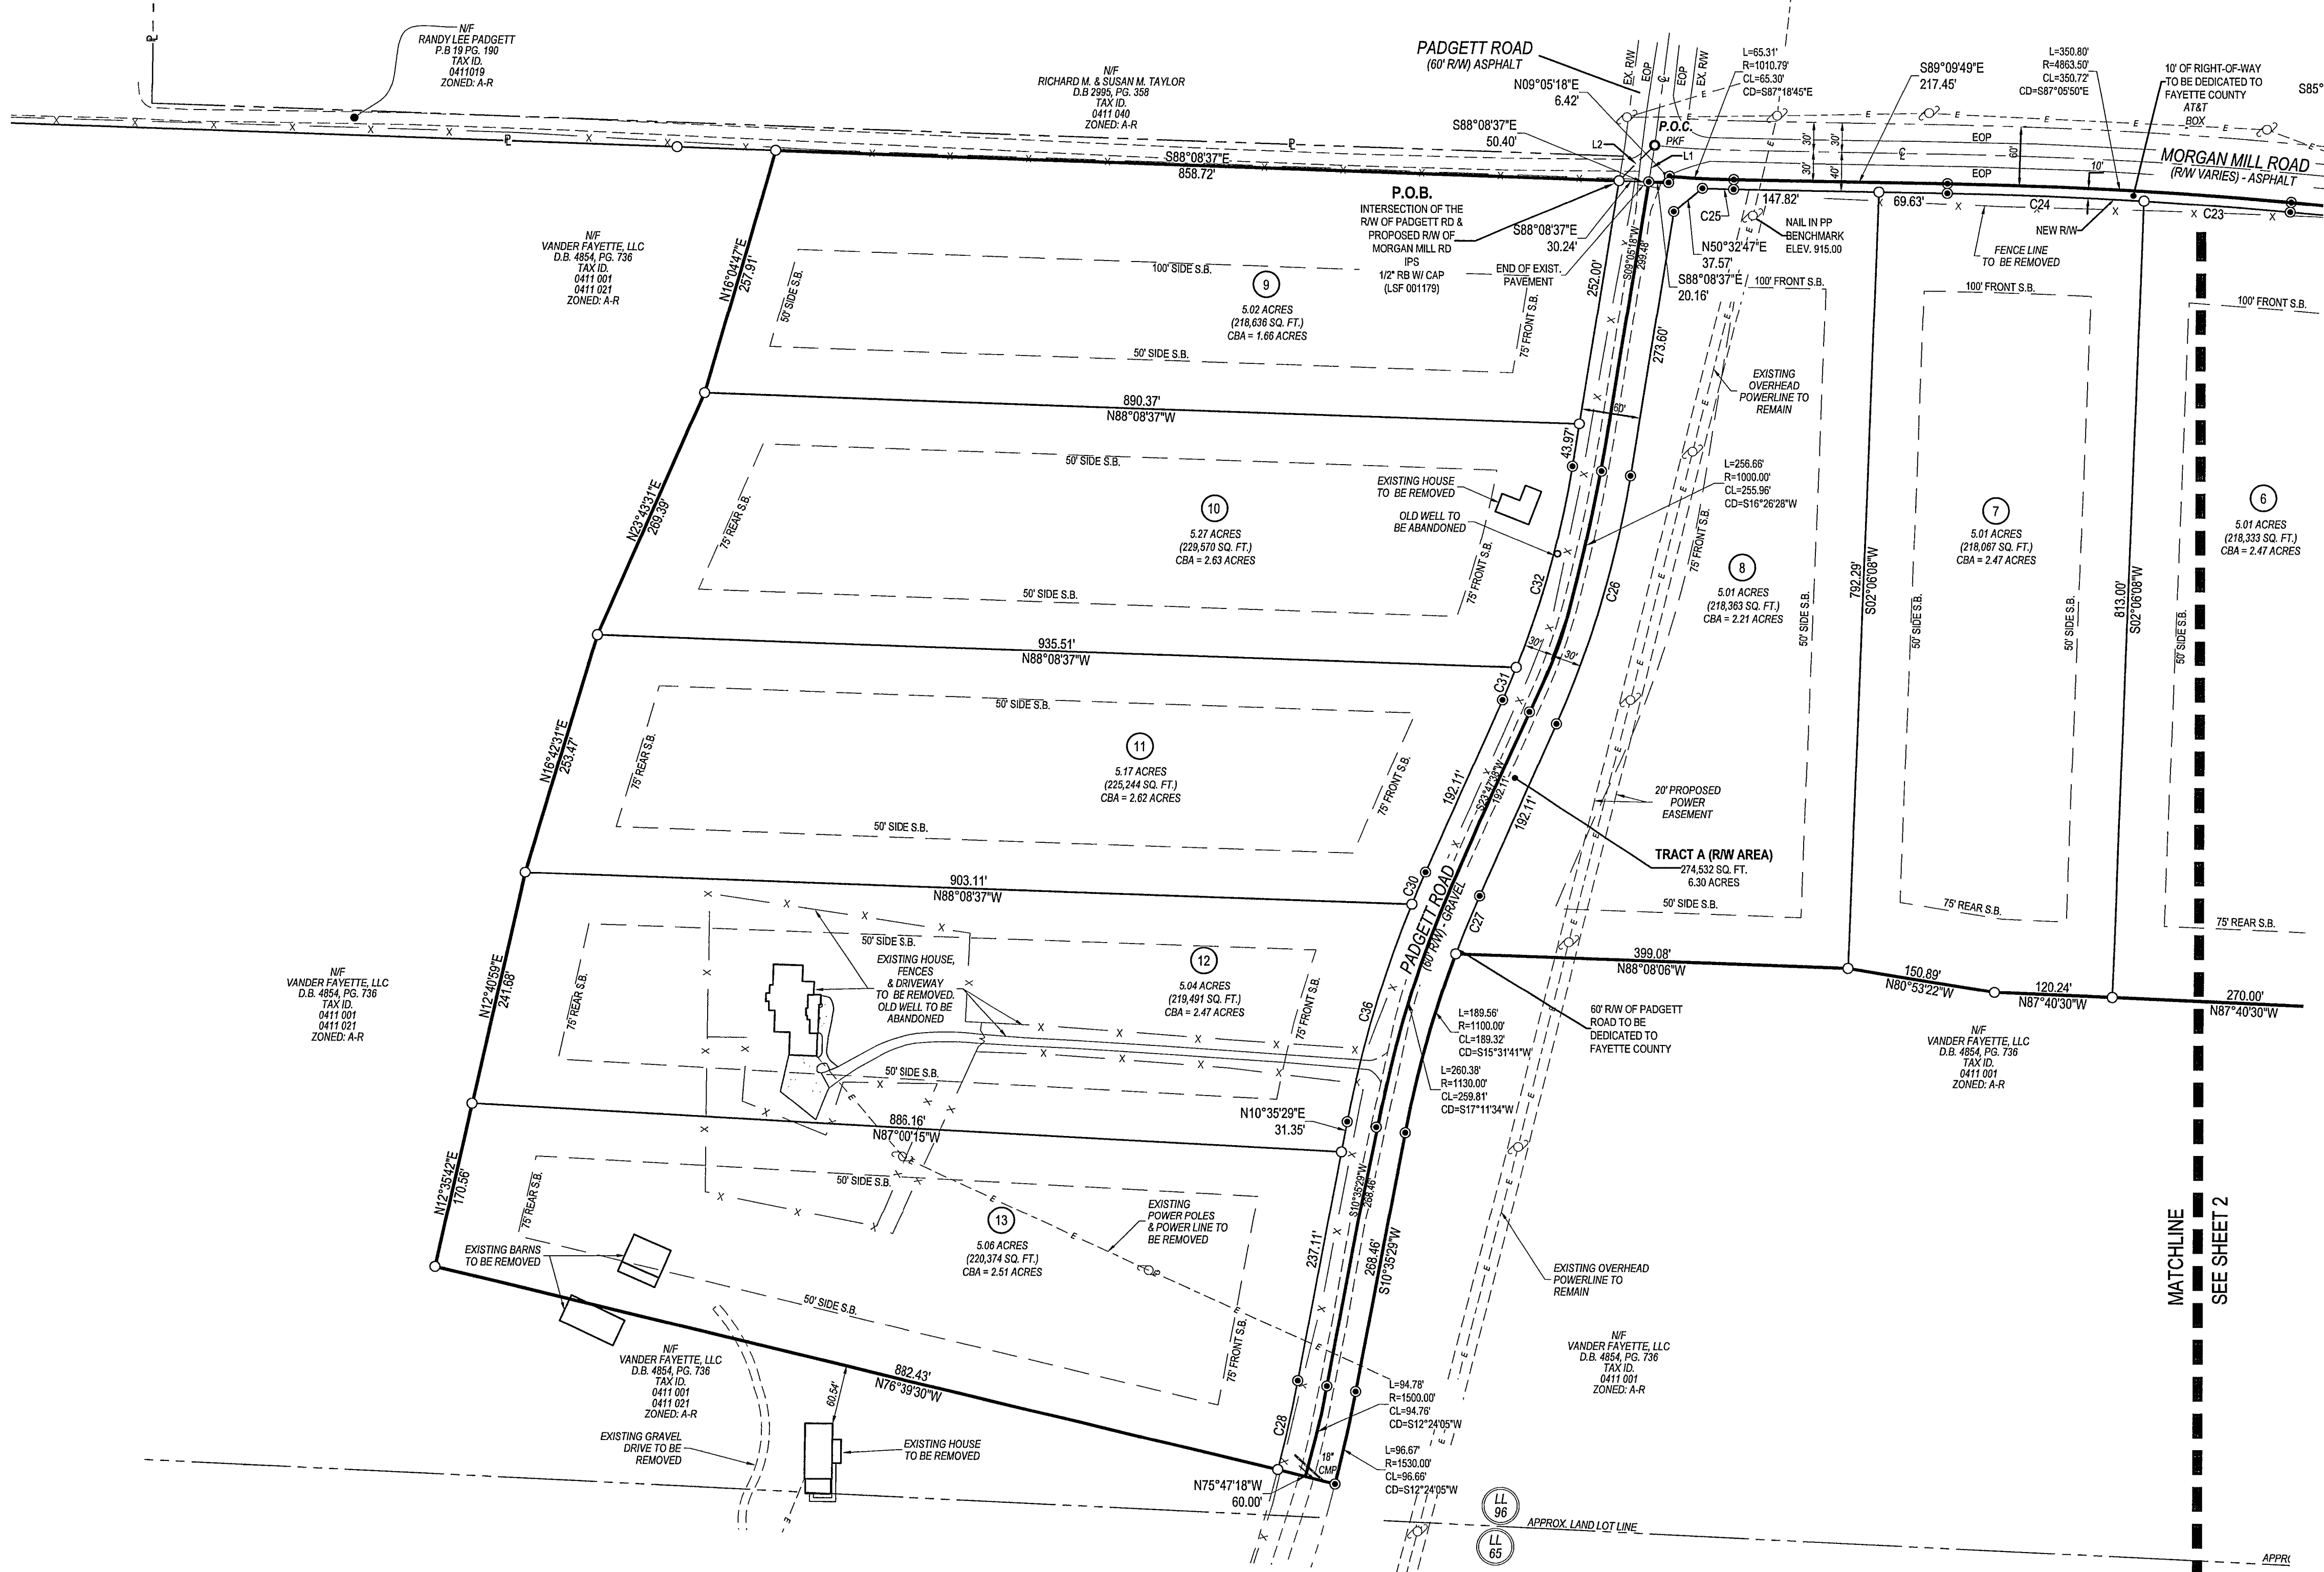 N/F
RANDY LEE PADGETT
P.B 19 PG. 190
TAX ID.
0411019
ZONED: A-R
N/F
RICHARD M. & SUSAN M. TAYLOR
D.B 2995, PG. 358
TAX ID.
0411 040
ZONED: A-R
PADGETT ROAD
(60' R/W) ASPHALT
EX. R/W
EOP
EOP
EX. R/W
N09°05'18"E
6.42'
L=65.31'
R=1010.79'
CL=65.30'
CD=S87°18'45"E
S89°09'49"E
217.45'
L=350.80'
R=4863.50'
CL=350.72'
CD=S87°05'50"E
10' OF RIGHT-OF-WAY
TO BE DEDICATED TO
FAYETTE COUNTY
AT&T
BOX
S85°
S88°08'37"E
50.40'
P.O.C.
PKF
L2
L1
30'
30'
30'
40'
60'
10'
EOP
EOP
MORGAN MILL ROAD
(R/W VARIES) - ASPHALT
S88°08'37"E
858.72'
P.O.B.
INTERSECTION OF THE
R/W OF PADGETT RD &
PROPOSED R/W OF
MORGAN MILL RD
IPS
1/2" RB W/ CAP
(LSF 001179)
S88°08'37"E
30.24'
END OF EXIST.
PAVEMENT
C25
147.82'
69.63'
C24
C23
NEW R/W
NAIL IN PP
BENCHMARK
ELEV. 915.00
FENCE LINE
TO BE REMOVED
N50°32'47"E
37.57'
S88°08'37"E
20.16'
N/F
VANDER FAYETTE, LLC
D.B. 4854, PG. 736
TAX ID.
0411 001
0411 021
ZONED: A-R
N16°04'47"E
257.91'
50' SIDE S.B.
100' SIDE S.B.
9
5.02 ACRES
(218,636 SQ. FT.)
CBA = 1.66 ACRES
50' SIDE S.B.
75' FRONT S.B.
252.00'
S09°05'18"W
299.48'
273.60'
60'
100' FRONT S.B.
100' FRONT S.B.
100' FRONT S.B.
EXISTING
OVERHEAD
POWERLINE TO
REMAIN
890.37'
N88°08'37"W
43.97'
N23°43'31"E
269.39'
75' REAR S.B.
50' SIDE S.B.
10
5.27 ACRES
(229,570 SQ. FT.)
CBA = 2.63 ACRES
50' SIDE S.B.
75' FRONT S.B.
EXISTING HOUSE
TO BE REMOVED
OLD WELL TO
BE ABANDONED
L=256.66'
R=1000.00'
CL=255.96'
CD=S16°26'28"W
C32
C26
75' FRONT S.B.
8
5.01 ACRES
(218,363 SQ. FT.)
CBA = 2.21 ACRES
50' SIDE S.B.
792.29'
S02°06'08"W
50' SIDE S.B.
7
5.01 ACRES
(218,067 SQ. FT.)
CBA = 2.47 ACRES
50' SIDE S.B.
813.00'
S02°06'08"W
50' SIDE S.B.
6
5.01 ACRES
(218,333 SQ. FT.)
CBA = 2.47 ACRES
935.51'
N88°08'37"W
30'
30'
C31
N16°42'31"E
253.47'
75' REAR S.B.
50' SIDE S.B.
11
5.17 ACRES
(225,244 SQ. FT.)
CBA = 2.62 ACRES
50' SIDE S.B.
75' FRONT S.B.
192.11'
S23°47'38"W
192.11'
192.11'
20' PROPOSED
POWER
EASEMENT
TRACT A (R/W AREA)
274,532 SQ. FT.
6.30 ACRES
50' SIDE S.B.
75' REAR S.B.
75' REAR S.B.
903.11'
N88°08'37"W
C30
C27
PADGETT ROAD
(60' R/W) - GRAVEL
399.08'
N88°08'06"W
150.89'
N80°53'22"W
120.24'
N87°40'30"W
270.00'
N87°40'30"W
N/F
VANDER FAYETTE, LLC
D.B. 4854, PG. 736
TAX ID.
0411 001
0411 021
ZONED: A-R
N12°40'59"E
241.68'
75' REAR S.B.
50' SIDE S.B.
EXISTING HOUSE,
FENCES
& DRIVEWAY
TO BE REMOVED.
OLD WELL TO BE
ABANDONED
12
5.04 ACRES
(219,491 SQ. FT.)
CBA = 2.47 ACRES
75' FRONT S.B.
50' SIDE S.B.
C36
L=189.56'
R=1100.00'
CL=189.32'
CD=S15°31'41"W
60' R/W OF PADGETT
ROAD TO BE
DEDICATED TO
FAYETTE COUNTY
L=260.38'
R=1130.00'
CL=259.81'
CD=S17°11'34"W
N/F
VANDER FAYETTE, LLC
D.B. 4854, PG. 736
TAX ID.
0411 001
ZONED: A-R
N10°35'29"E
31.35'
886.16'
N87°00'15"W
N12°35'42"E
170.56'
75' REAR S.B.
50' SIDE S.B.
13
5.06 ACRES
(220,374 SQ. FT.)
CBA = 2.51 ACRES
EXISTING
POWER POLES
& POWER LINE TO
BE REMOVED
EXISTING BARNS
TO BE REMOVED
50' SIDE S.B.
75' FRONT S.B.
237.11'
S10°35'29"W
268.46'
268.46'
S10°35'29"W
EXISTING OVERHEAD
POWERLINE TO
REMAIN
MATCHLINE
SEE SHEET 2
N/F
VANDER FAYETTE, LLC
D.B. 4854, PG. 736
TAX ID.
0411 001
0411 021
ZONED: A-R
882.43'
N76°39'30"W
60.54'
EXISTING GRAVEL
DRIVE TO BE
REMOVED
EXISTING HOUSE
TO BE REMOVED
C28
L=94.78'
R=1500.00'
CL=94.76'
CD=S12°24'05"W
L=96.67'
R=1530.00'
CL=96.66'
CD=S12°24'05"W
18"
CMP
N75°47'18"W
60.00'
N/F
VANDER FAYETTE, LLC
D.B. 4854, PG. 736
TAX ID.
0411 001
ZONED: A-R
LL
96
APPROX. LAND LOT LINE
LL
65